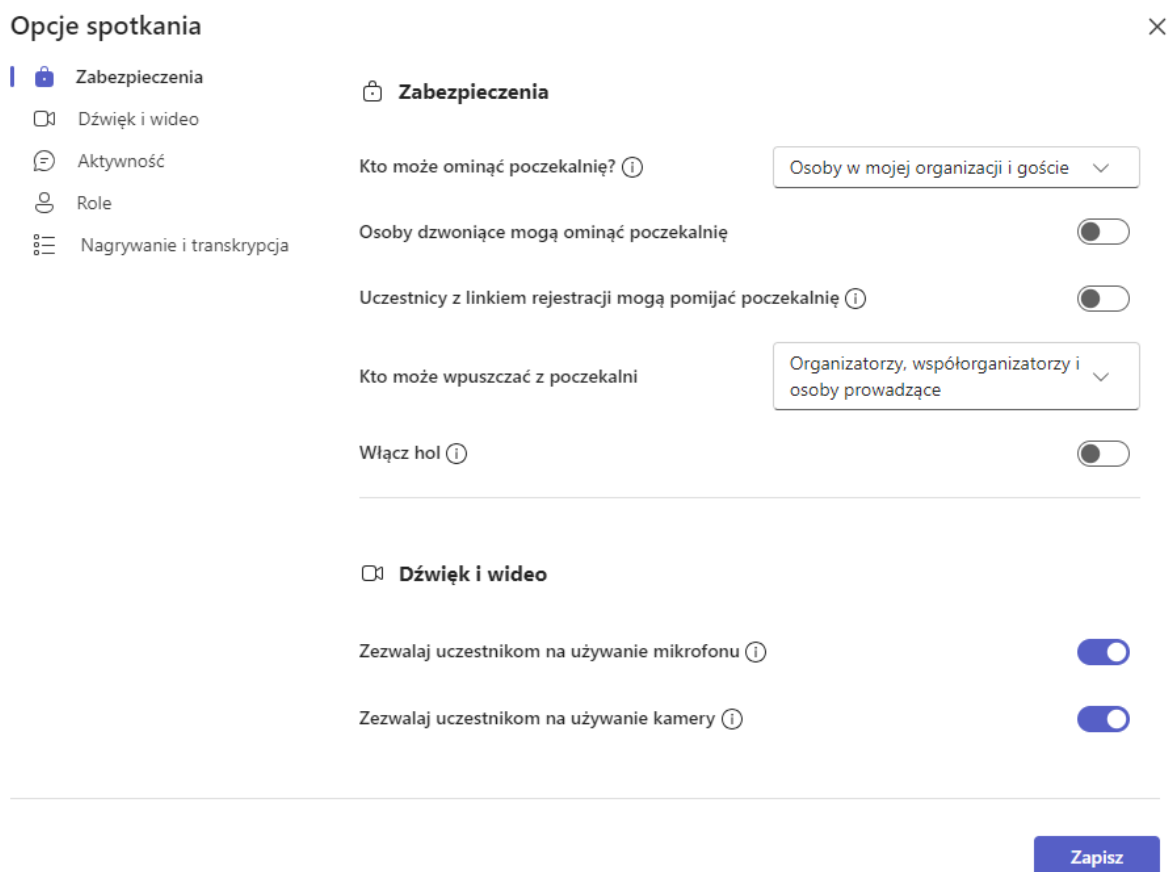 Opcje spotkania
Zabezpieczenia
Dźwięk i wideo
Aktywność
Role
Nagrywanie i transkrypcja
Zabezpieczenia
Kto może ominąć poczekalnię?
Osoby w mojej organizacji i goście
Osoby dzwoniące mogą ominąć poczekalnię
Uczestnicy z linkiem rejestracji mogą pomijać poczekalnię
Kto może wpuszczać z poczekalni
Organizatorzy, współorganizatorzy i
osoby prowadzące
Włącz hol
Dźwięk i wideo
Zezwalaj uczestnikom na używanie mikrofonu
Zezwalaj uczestnikom na używanie kamery
Zapisz